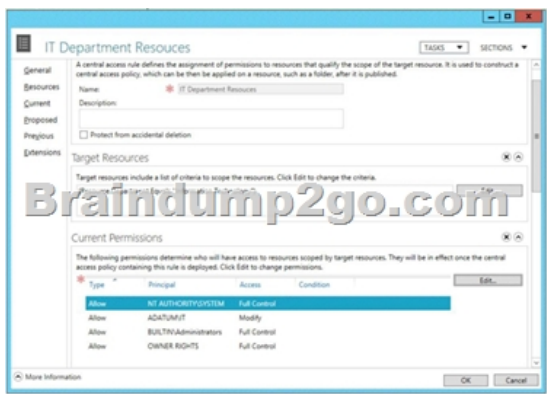 IT Department Resouces
TASKS
SECTIONS
General
Resources
Current
Proposed
Previous
Extensions
A central access rule defines the assignment of permissions to resources that qualify the scope of the target resource. It is used to construct a
central access policy, which can be then be applied on a resource, such as a folder, after it is published.
Name: * IT Department Resouces
Description:
Protect from accidental deletion
Target Resources
Target resources include a list of criteria to scope the resources. Click Edit to change the criteria.
Braindump2go.com
Current Permissions
The following permissions determine who will have access to resources scoped by target resources. They will be in effect once the central
access policy containing this rule is deployed. Click Edit to change permissions.
Edit...
* Type Principal Access Condition
Allow NT AUTHORITY\SYSTEM Full Control
Allow ADATUM\IT Modify
Allow BUILTIN\Administrators Full Control
Allow OWNER RIGHTS Full Control
More Information
OK
Cancel